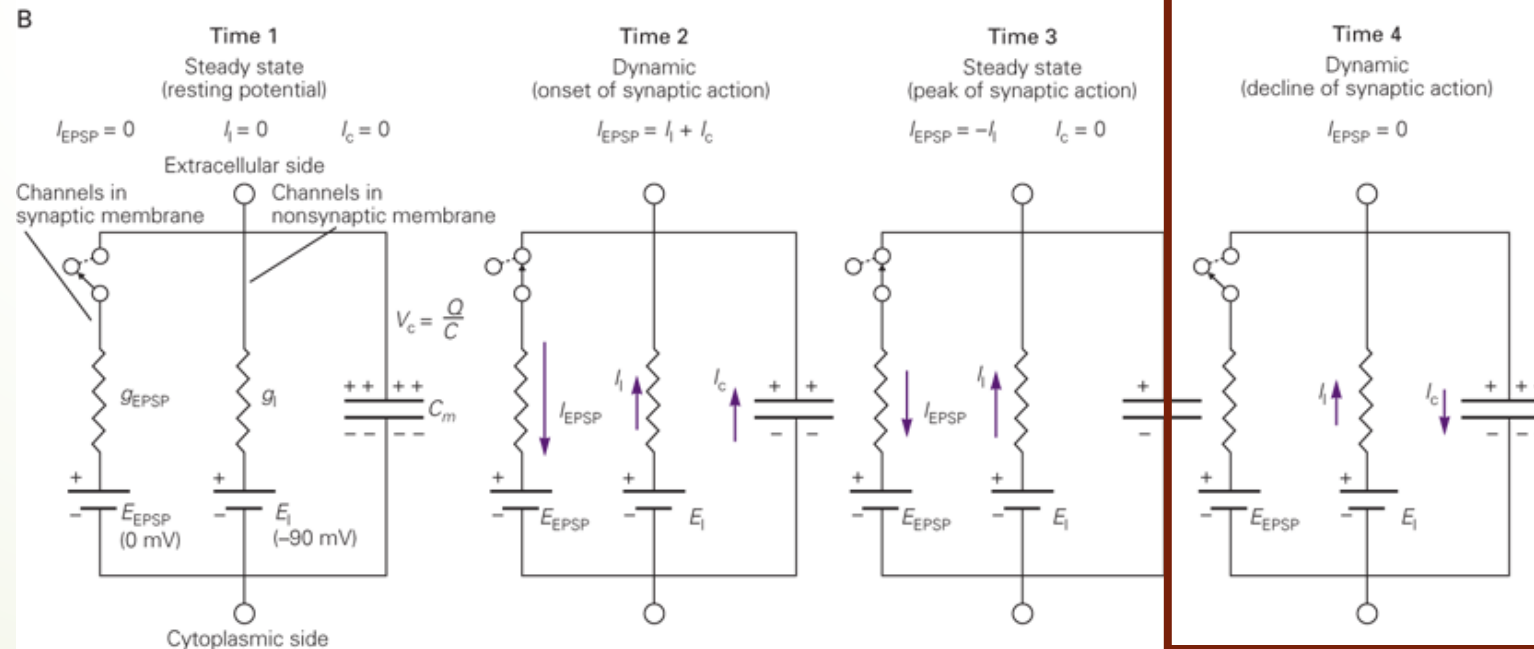 B
Time 1
Steady state
(resting potential)
I_EPSP = 0 I_l = 0 I_c = 0
Extracellular side
Channels in
synaptic membrane
Channels in
nonsynaptic membrane
V_c = Q/C
g_EPSP
g_l
+ + + +
C_m
– – – –
+
–
E_EPSP
(0 mV)
+
–
E_l
(–90 mV)
Cytoplasmic side
Time 2
Dynamic
(onset of synaptic action)
I_EPSP = I_l + I_c
I_EPSP
I_l
I_c
+ +
– –
+
–
E_EPSP
+
–
E_l
Time 3
Steady state
(peak of synaptic action)
I_EPSP = –I_l I_c = 0
I_EPSP
I_l
+
–
+
–
E_EPSP
+
–
E_l
Time 4
Dynamic
(decline of synaptic action)
I_EPSP = 0
I_l
I_c
+ +
– –
+
–
E_EPSP
+
–
E_l